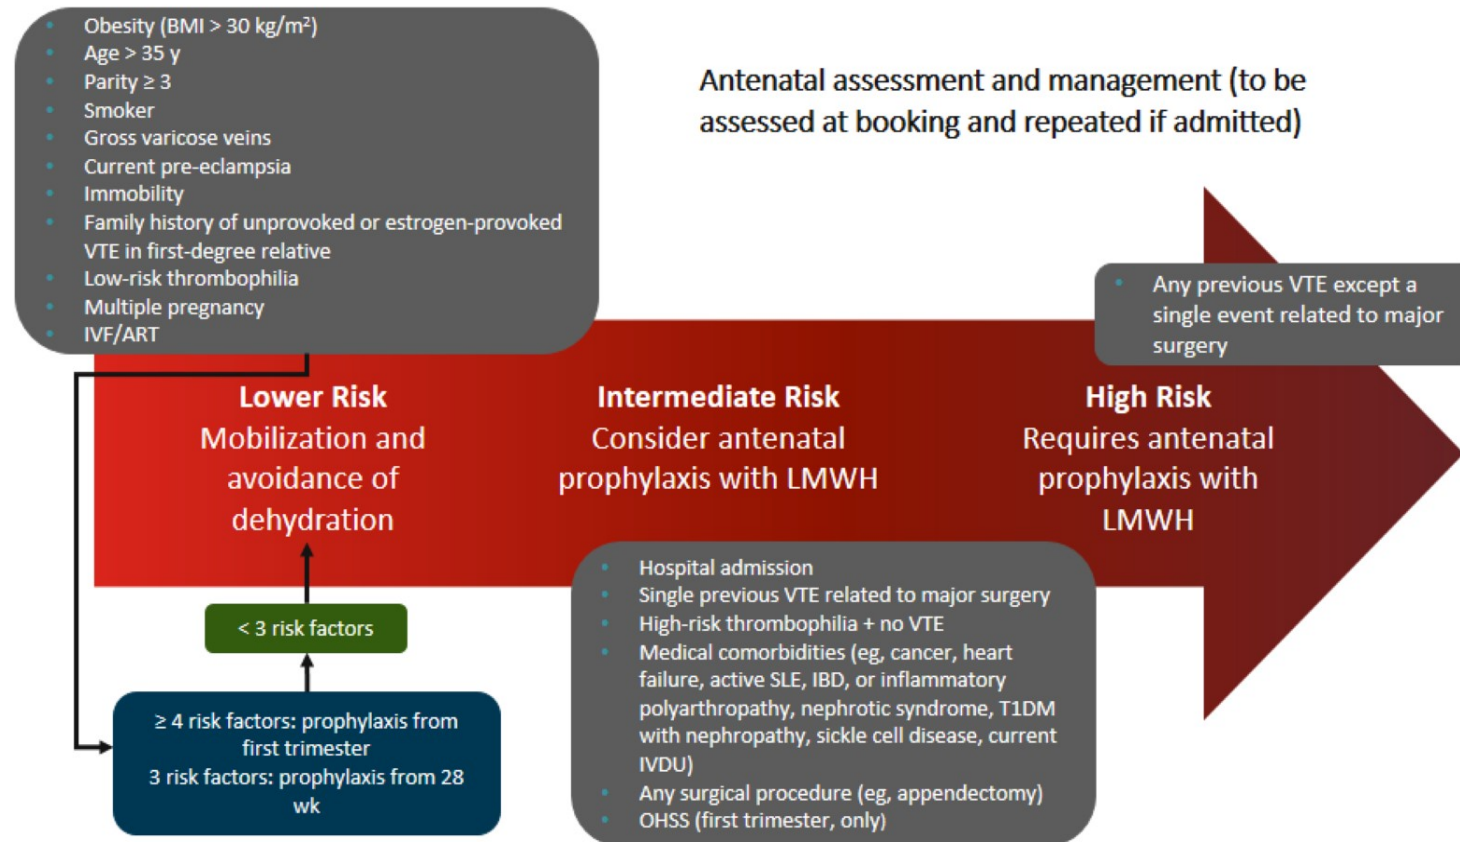 Obesity (BMI > 30 kg/m²)
Age > 35 y
Parity ≥ 3
Smoker
Gross varicose veins
Current pre-eclampsia
Immobility
Family history of unprovoked or estrogen-provoked
VTE in first-degree relative
Low-risk thrombophilia
Multiple pregnancy
IVF/ART
Antenatal assessment and management (to be
assessed at booking and repeated if admitted)
Any previous VTE except a
single event related to major
surgery
Lower Risk
Mobilization and
avoidance of
dehydration
Intermediate Risk
Consider antenatal
prophylaxis with LMWH
High Risk
Requires antenatal
prophylaxis with
LMWH
< 3 risk factors
≥ 4 risk factors: prophylaxis from
first trimester
3 risk factors: prophylaxis from 28
wk
Hospital admission
Single previous VTE related to major surgery
High-risk thrombophilia + no VTE
Medical comorbidities (eg, cancer, heart
failure, active SLE, IBD, or inflammatory
polyarthropathy, nephrotic syndrome, T1DM
with nephropathy, sickle cell disease, current
IVDU)
Any surgical procedure (eg, appendectomy)
OHSS (first trimester, only)